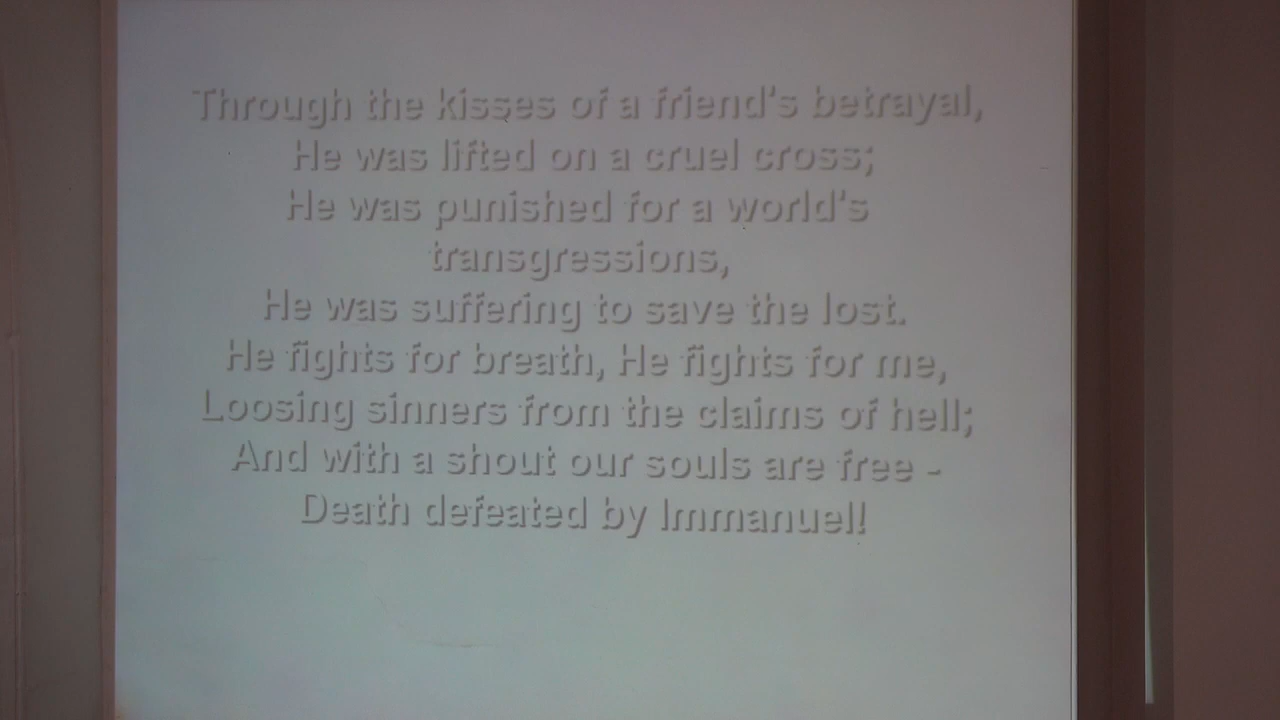 Through the kisses of a friend's betrayal,
He was lifted on a cruel cross;
He was punished for a world's
transgressions,
He was suffering to save the lost.
He fights for breath, He fights for me,
Loosing sinners from the claims of hell;
And with a shout our souls are free -
Death defeated by Immanuel!